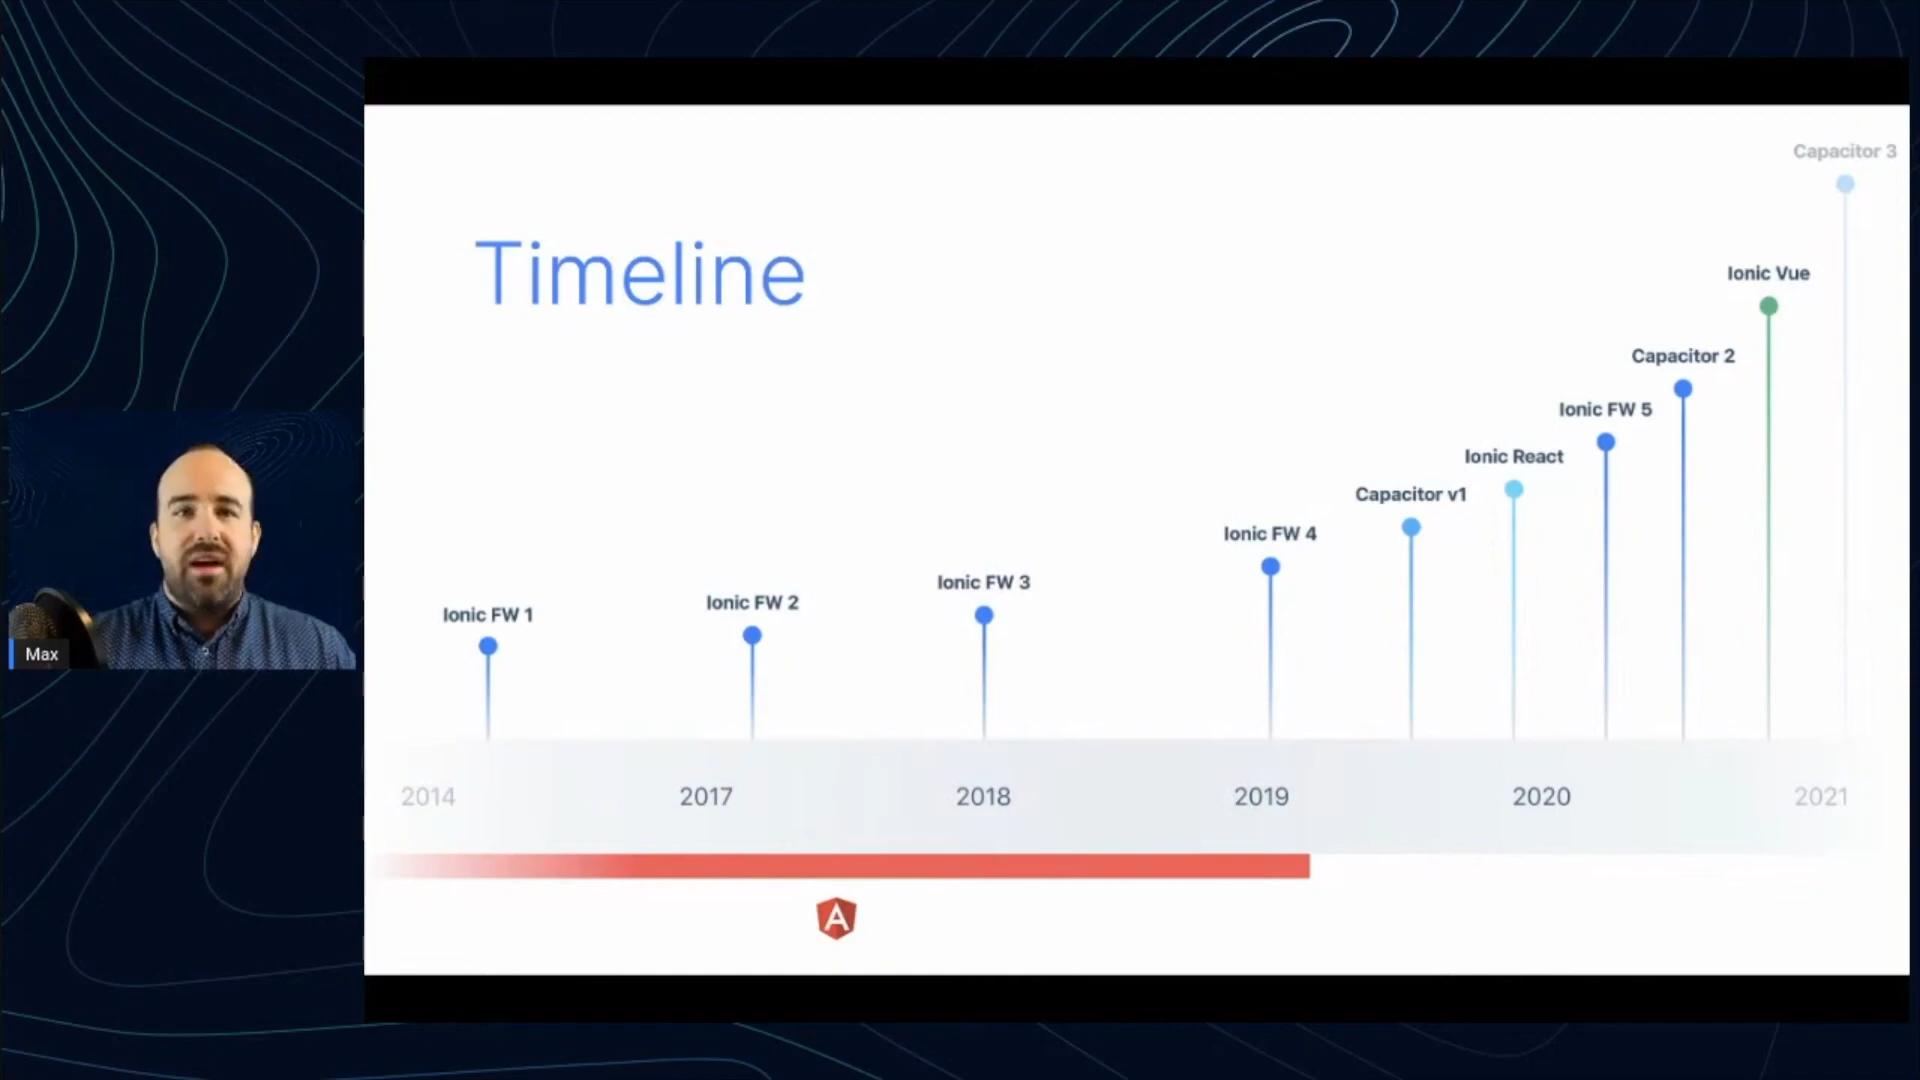 Timeline
Capacitor 3
Ionic Vue
Capacitor 2
Ionic FW 5
Ionic React
Capacitor v1
Ionic FW 4
Ionic FW 3
Ionic FW 2
Ionic FW 1
Max
2014 2017 2018 2019 2020 2021
A